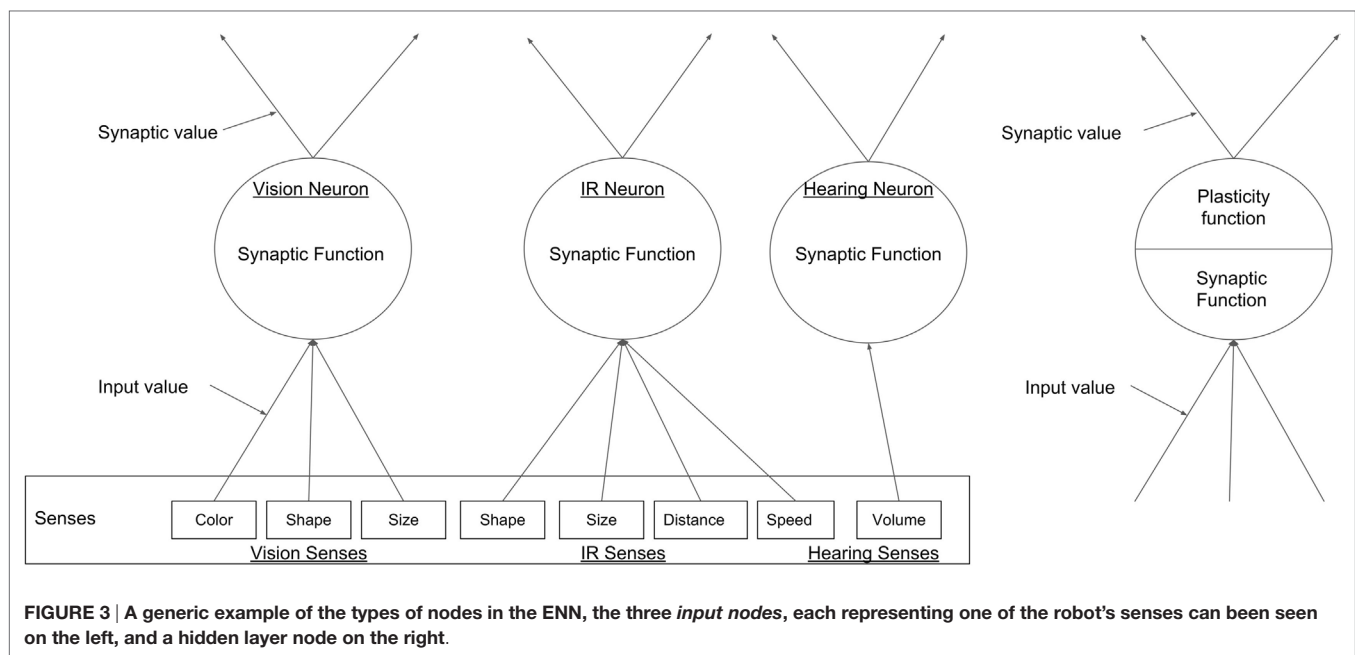 Synaptic value
Synaptic value
Vision Neuron
IR Neuron
Hearing Neuron
Plasticity
function
Synaptic Function
Synaptic Function
Synaptic Function
Synaptic
Function
Input value
Input value
Senses
Color
Shape
Size
Shape
Size
Distance
Speed
Volume
Vision Senses
IR Senses
Hearing Senses
FIGURE 3 | A generic example of the types of nodes in the ENN, the three input nodes, each representing one of the robot's senses can been seen
on the left, and a hidden layer node on the right.